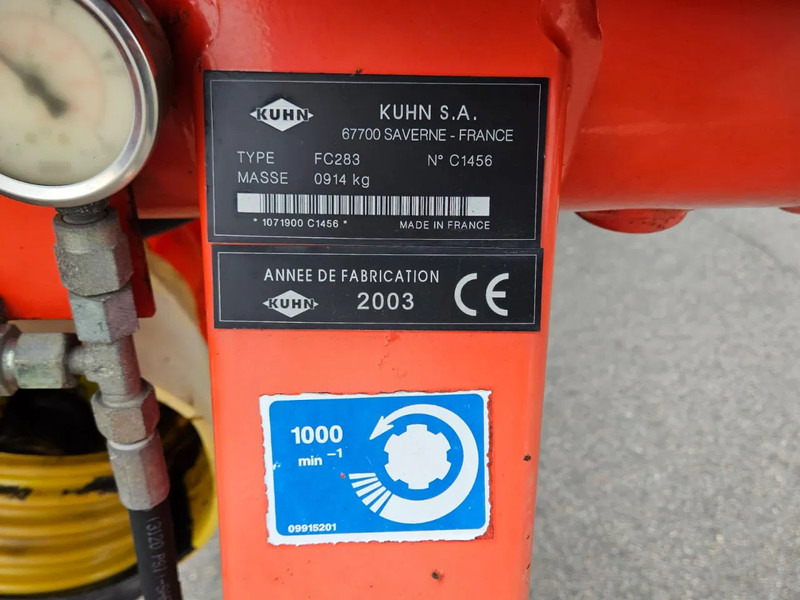 KUHN
KUHN S.A.
67700 SAVERNE - FRANCE
TYPE FC283 N° C1456
MASSE 0914 kg
* 1071900 C1456 * MADE IN FRANCE
ANNEE DE FABRICATION
KUHN 2003 CE
1000
min -1
09915201